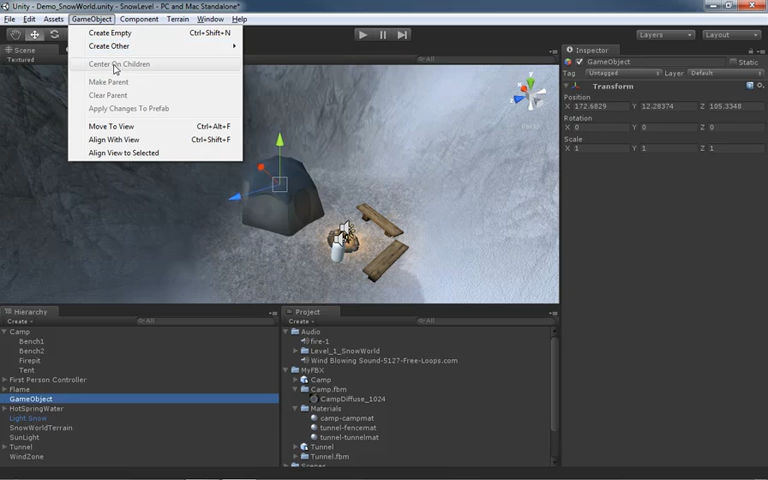 Unity - Demo_SnowWorld.unity - SnowLevel - PC and Mac Standalone*
File Edit Assets GameObject Component Terrain Window Help
Layers Layout
Create Empty Ctrl+Shift+N
Create Other
Center On Children
Make Parent
Clear Parent
Apply Changes To Prefab
Move To View Ctrl+Alt+F
Align With View Ctrl+Shift+F
Align View to Selected
Scene
Textured
All
y
Persp
Inspector
GameObject Static
Tag Untagged Layer Default
Transform
Position
X 172.6829 Y 12.28374 Z 105.3348
Rotation
X 0 Y 0 Z 0
Scale
X 1 Y 1 Z 1
Hierarchy
Create All
Camp
Bench1
Bench2
Firepit
Tent
First Person Controller
Flame
GameObject
HotSpringWater
Light Snow
SnowWorldTerrain
SunLight
Tunnel
WindZone
Project
Create All
Audio
fire-1
Level_1_SnowWorld
Wind Blowing Sound-5127-Free-Loops.com
MyFBX
Camp
Camp.fbm
CampDiffuse_1024
Materials
camp-campmat
tunnel-fencemat
tunnel-tunnelmat
Tunnel
Tunnel.fbm
Scenes